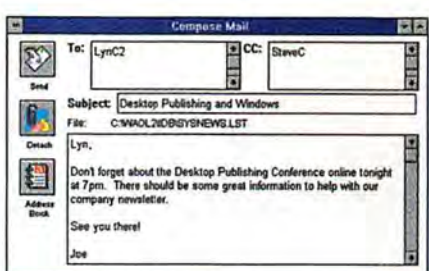 Compose Mail
To: LynC2 CC: SteveC
Send
Subject: Desktop Publishing and Windows
File: C:\WAOL20\DB\SYSNEWS.LST
Detach
Lyn,
Don't forget about the Desktop Publishing Conference online tonight
at 7pm. There should be some great information to help with our
company newsletter.
Address
Book
See you there!
Joe